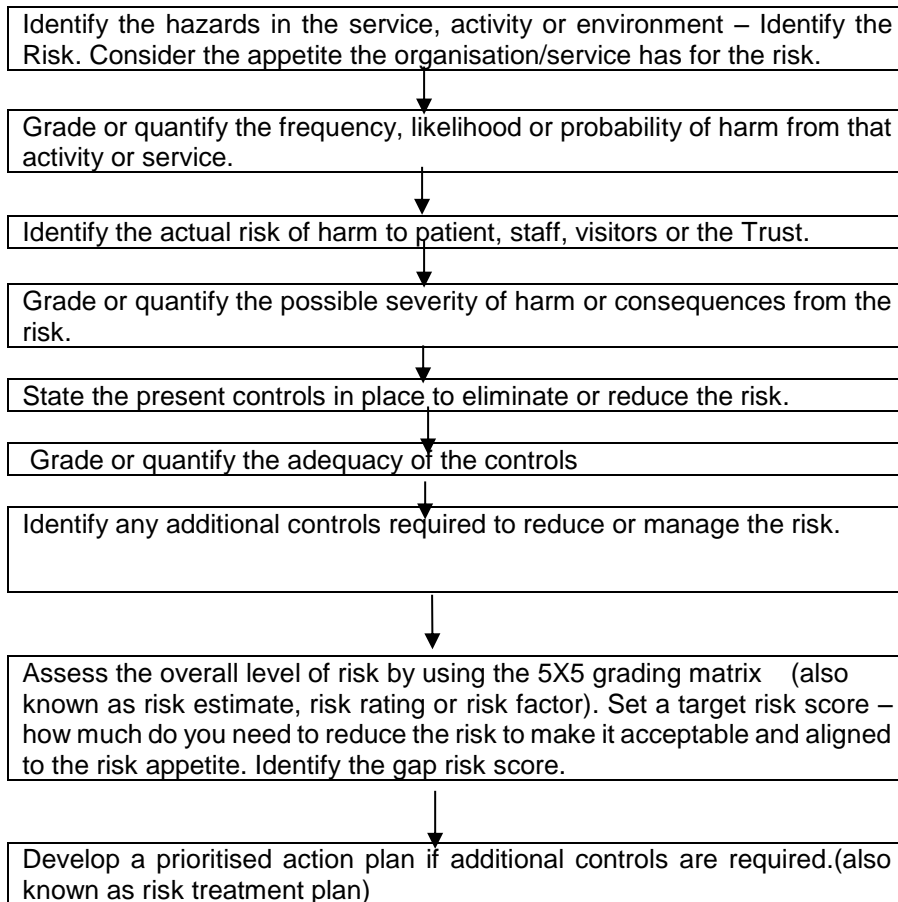 Identify the hazards in the service, activity or environment – Identify the
Risk. Consider the appetite the organisation/service has for the risk.
Grade or quantify the frequency, likelihood or probability of harm from that
activity or service.
Identify the actual risk of harm to patient, staff, visitors or the Trust.
Grade or quantify the possible severity of harm or consequences from the
risk.
State the present controls in place to eliminate or reduce the risk.
Grade or quantify the adequacy of the controls
Identify any additional controls required to reduce or manage the risk.
Assess the overall level of risk by using the 5X5 grading matrix (also
known as risk estimate, risk rating or risk factor). Set a target risk score –
how much do you need to reduce the risk to make it acceptable and aligned
to the risk appetite. Identify the gap risk score.
Develop a prioritised action plan if additional controls are required.(also
known as risk treatment plan)